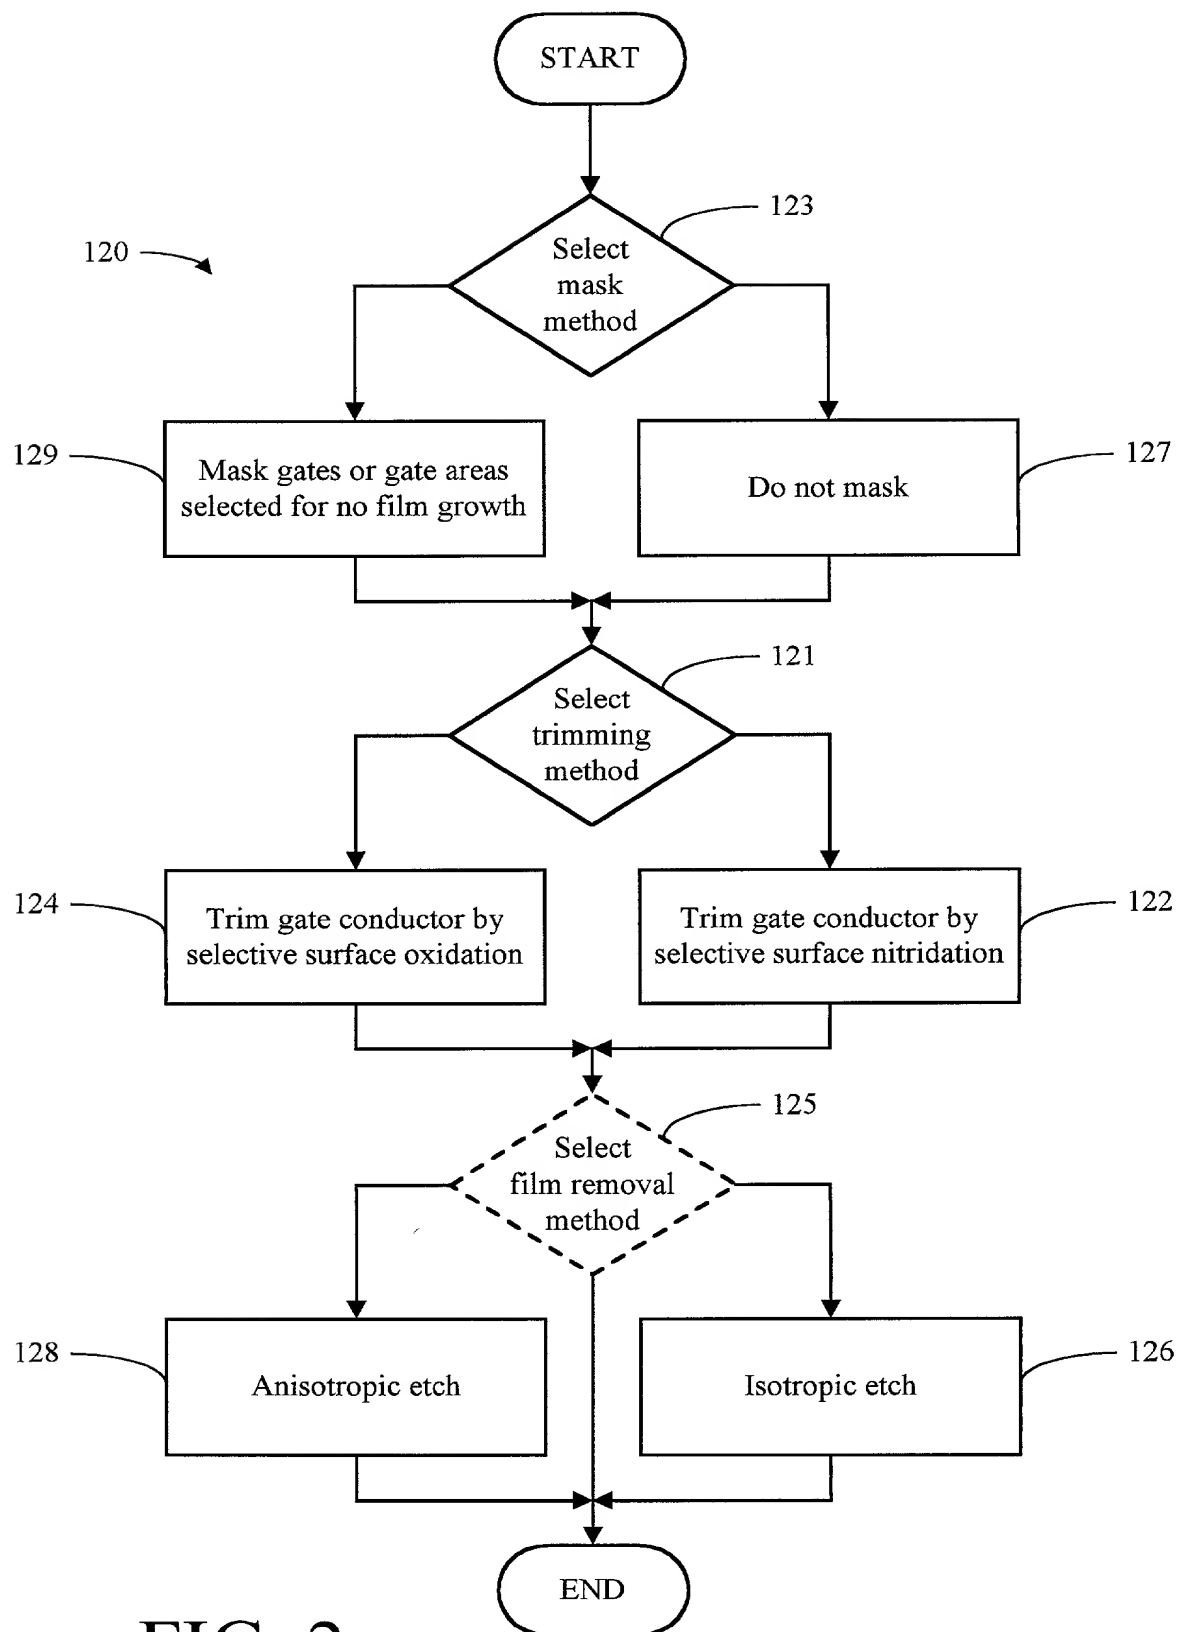 START
123
120
Select
mask
method
129
Mask gates or gate areas
selected for no film growth
Do not mask
127
121
Select
trimming
method
124
Trim gate conductor by
selective surface oxidation
Trim gate conductor by
selective surface nitridation
122
125
Select
film removal
method
128
Anisotropic etch
Isotropic etch
126
END
FIG. 2